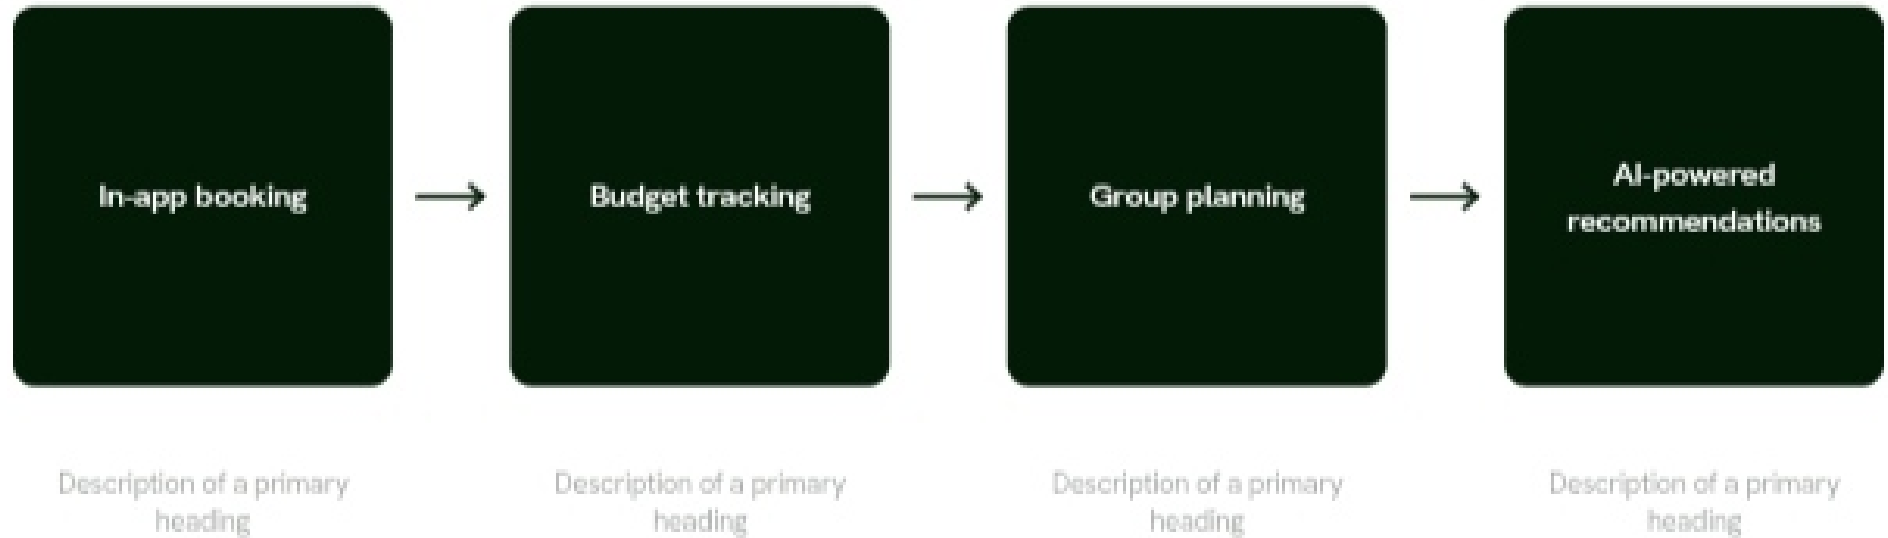 In-app booking
Budget tracking
Group planning
AI-powered
recommendations
Description of a primary
heading
Description of a primary
heading
Description of a primary
heading
Description of a primary
heading